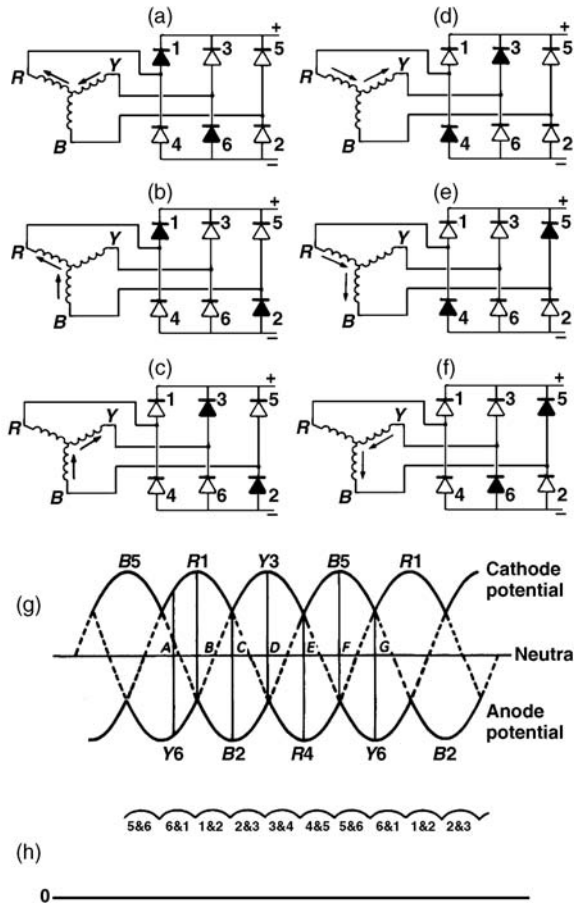 (a)
+
1 3 5
R Y
B
4 6 2
–
(d)
+
1 3 5
R Y
B
4 6 2
–
(b)
+
1 3 5
R Y
B
4 6 2
–
(e)
+
1 3 5
R Y
B
4 6 2
–
(c)
+
1 3 5
R Y
B
4 6 2
–
(f)
+
1 3 5
R Y
B
4 6 2
–
(g)
B5 R1 Y3 B5 R1
Cathode
potential
A B C D E F G
Neutra
Anode
potential
Y6 B2 R4 Y6 B2
5&6 6&1 1&2 2&3 3&4 4&5 5&6 6&1 1&2 2&3
(h)
0